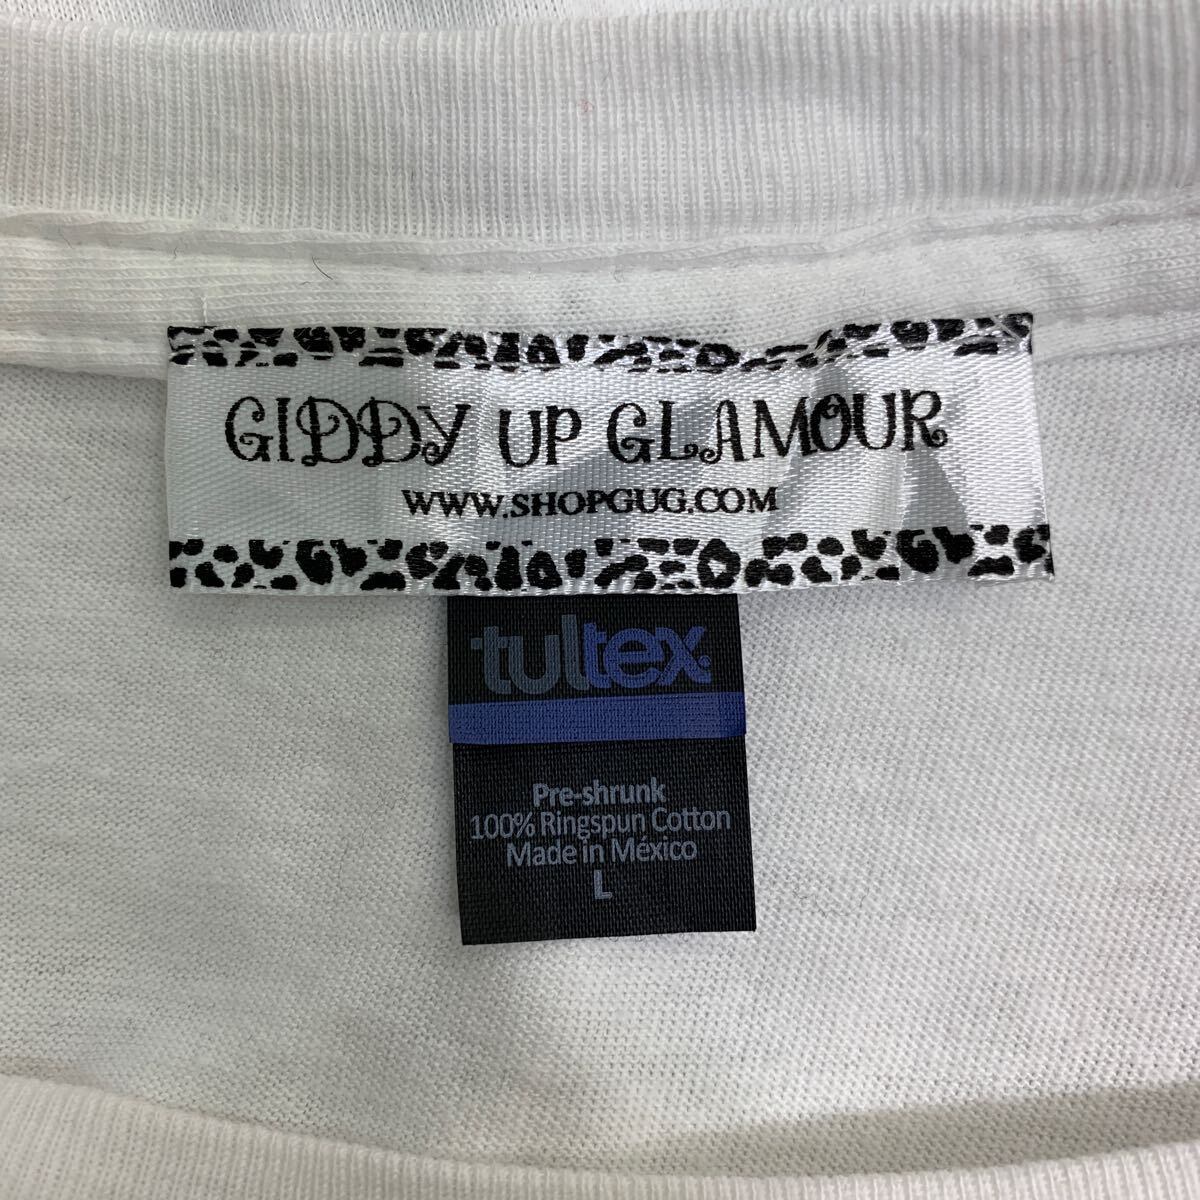 GIDDY UP GLAMOUR
WWW.SHOPGUG.COM
tultex.
Pre-shrunk
100% Ringspun Cotton
Made in México
L